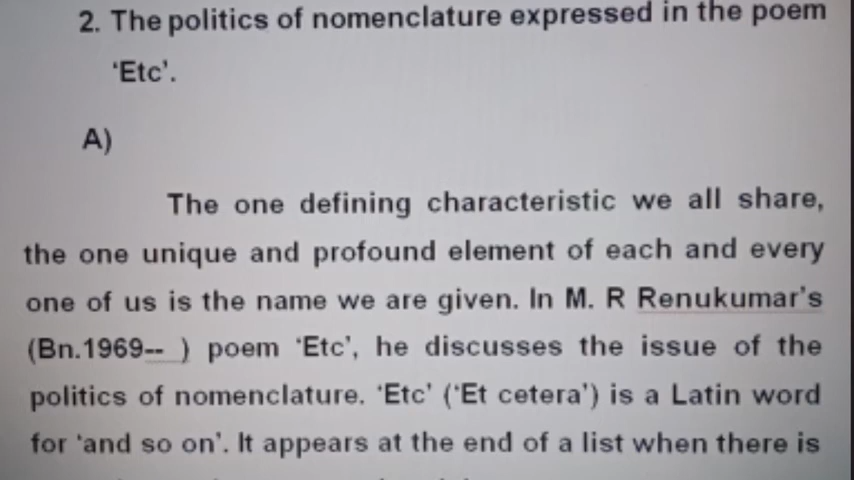 2. The politics of nomenclature expressed in the poem
‘Etc’.
A)
The one defining characteristic we all share,
the one unique and profound element of each and every
one of us is the name we are given. In M. R Renukumar’s
(Bn.1969-- ) poem ‘Etc’, he discusses the issue of the
politics of nomenclature. ‘Etc’ (‘Et cetera’) is a Latin word
for ‘and so on’. It appears at the end of a list when there is